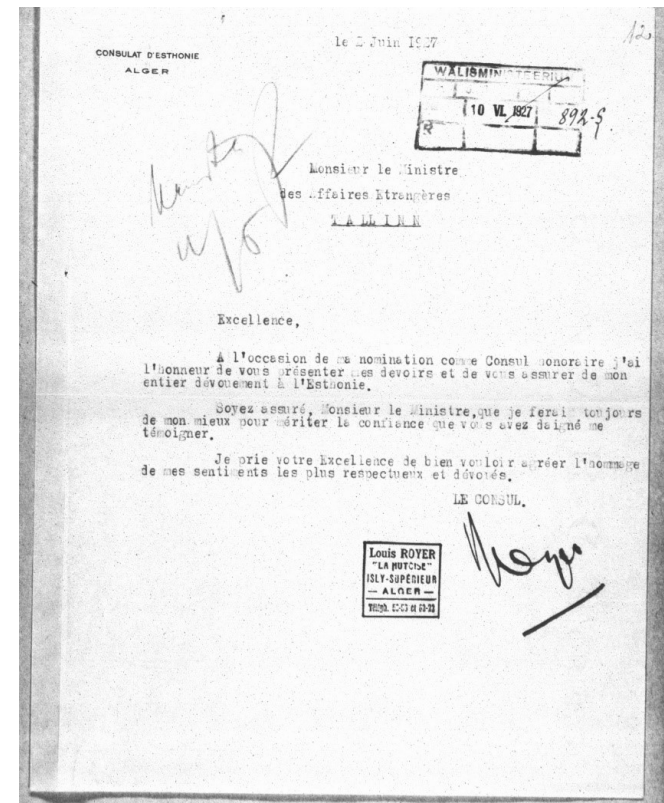 12
CONSULAT D'ESTHONIE
ALGER
le 2 Juin 1927
WÄLISMINISTEERIUM
10 VI. 1927
892-S
Monsieur le Ministre
des Affaires Etrangères
TALLINN
Excellence,
A l'occasion de ma nomination comme Consul honoraire j'ai
l'honneur de vous présenter mes devoirs et de vous assurer de mon
entier dévouement à l'Esthonie.
Soyez assuré, Monsieur le Ministre, que je ferai toujours
de mon mieux pour mériter la confiance que vous avez daigné me
témoigner.
Je prie votre Excellence de bien vouloir agréer l'hommage
de mes sentiments les plus respectueux et dévoués.
LE CONSUL,
Royer
Louis ROYER
ISLY-SUPÉRIEUR
— ALGER —
Téléph.